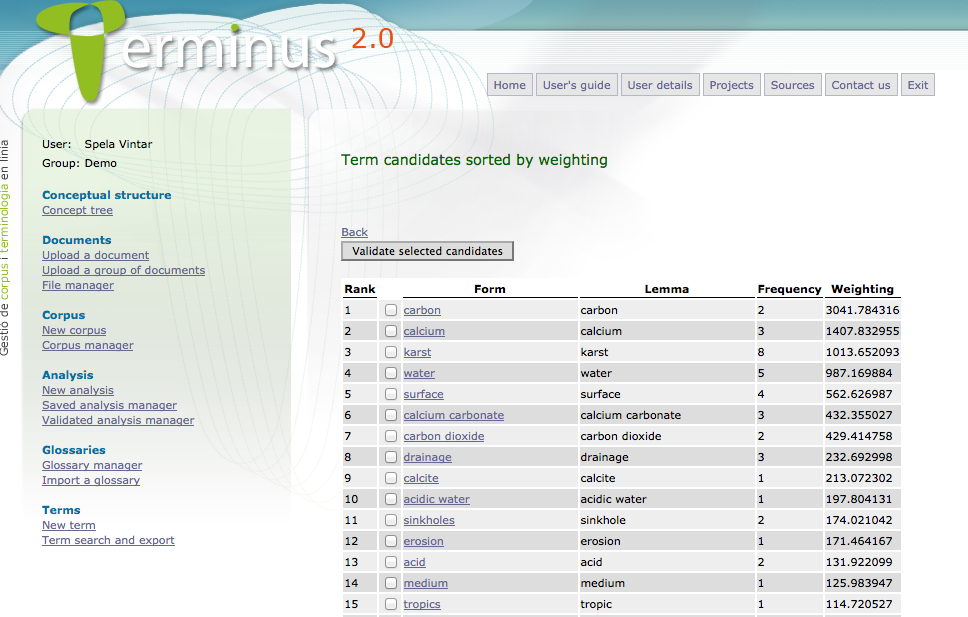 Terminus 2.0
Home User's guide User details Projects Sources Contact us Exit
Gestió de corpus i terminologia en línia
User: Spela Vintar
Group: Demo
Conceptual structure
Concept tree
Documents
Upload a document
Upload a group of documents
File manager
Corpus
New corpus
Corpus manager
Analysis
New analysis
Saved analysis manager
Validated analysis manager
Glossaries
Glossary manager
Import a glossary
Terms
New term
Term search and export
Term candidates sorted by weighting
Back
Validate selected candidates
Rank Form Lemma Frequency Weighting
1 carbon carbon 2 3041.784316
2 calcium calcium 3 1407.832955
3 karst karst 8 1013.652093
4 water water 5 987.169884
5 surface surface 4 562.626987
6 calcium carbonate calcium carbonate 3 432.355027
7 carbon dioxide carbon dioxide 2 429.414758
8 drainage drainage 3 232.692998
9 calcite calcite 1 213.072302
10 acidic water acidic water 1 197.804131
11 sinkholes sinkhole 2 174.021042
12 erosion erosion 1 171.464167
13 acid acid 2 131.922099
14 medium medium 1 125.983947
15 tropics tropic 1 114.720527